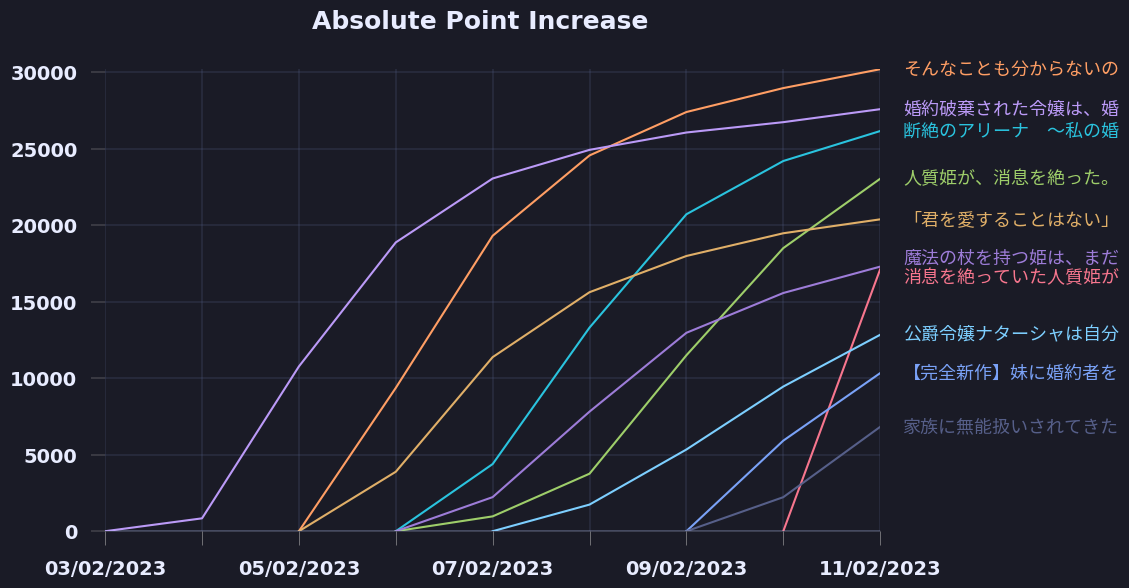 Absolute Point Increase
30000
25000
20000
15000
10000
5000
0
03/02/2023
05/02/2023
07/02/2023
09/02/2023
11/02/2023
そんなことも分からないの
婚約破棄された令嬢は、婚
断絶のアリーナ　～私の婚
人質姫が、消息を絶った。
「君を愛することはない」
魔法の杖を持つ姫は、まだ
消息を絶っていた人質姫が
公爵令嬢ナターシャは自分
【完全新作】妹に婚約者を
家族に無能扱いされてきた